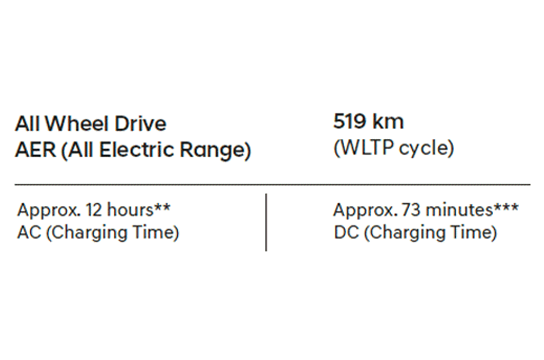 All Wheel Drive
AER (All Electric Range)
519 km
(WLTP cycle)
Approx. 12 hours**
AC (Charging Time)
Approx. 73 minutes***
DC (Charging Time)